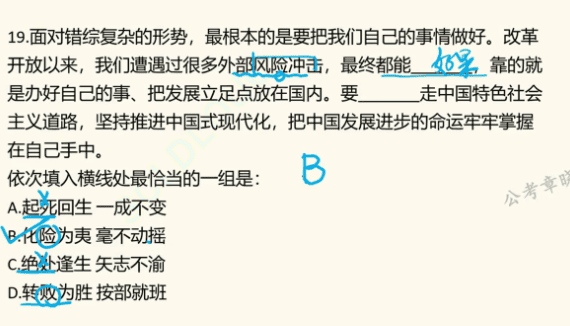 19.面对错综复杂的形势，最根本的是要把我们自己的事情做好。改革
开放以来，我们遭遇过很多外部风险冲击，最终都能______好果，靠的就
是办好自己的事、把发展立足点放在国内。要______走中国特色社会
主义道路，坚持推进中国式现代化，把中国发展进步的命运牢牢掌握
在自己手中。
依次填入横线处最恰当的一组是：
B
公考章晓
A.起死回生 一成不变
B.化险为夷 毫不动摇
C.绝处逢生 矢志不渝
D.转败为胜 按部就班